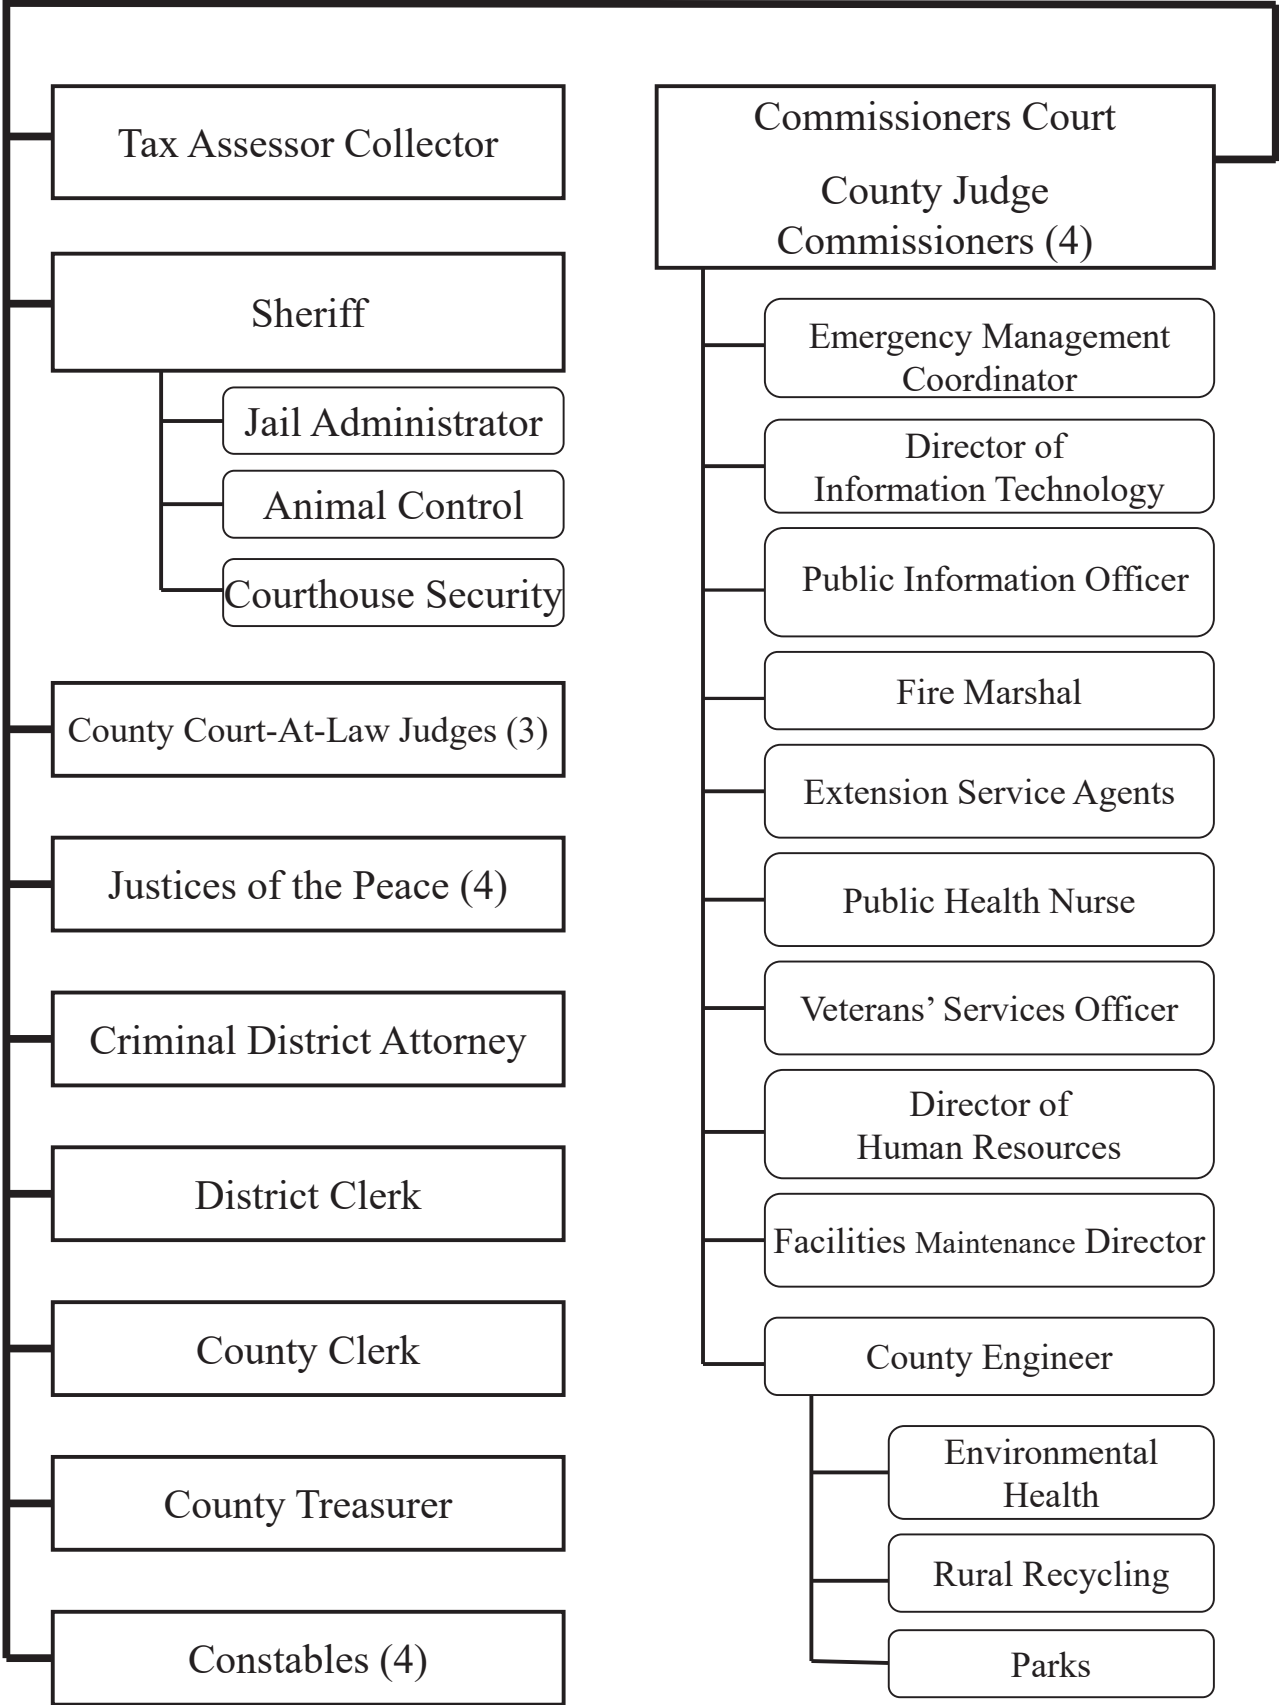 Tax Assessor Collector
Sheriff
Jail Administrator
Animal Control
Courthouse Security
County Court-At-Law Judges (3)
Justices of the Peace (4)
Criminal District Attorney
District Clerk
County Clerk
County Treasurer
Constables (4)
Commissioners Court
County Judge
Commissioners (4)
Emergency Management
Coordinator
Director of
Information Technology
Public Information Officer
Fire Marshal
Extension Service Agents
Public Health Nurse
Veterans’ Services Officer
Director of
Human Resources
Facilities Maintenance Director
County Engineer
Environmental
Health
Rural Recycling
Parks